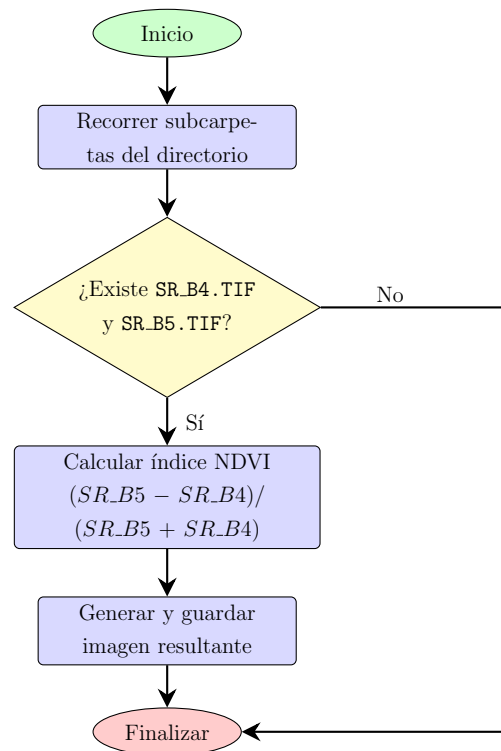 Inicio
Recorrer subcarpe-
tas del directorio
¿Existe SR_B4.TIF
y SR_B5.TIF?
No
Sí
Calcular índice NDVI
(SR_B5 − SR_B4)/
(SR_B5 + SR_B4)
Generar y guardar
imagen resultante
Finalizar